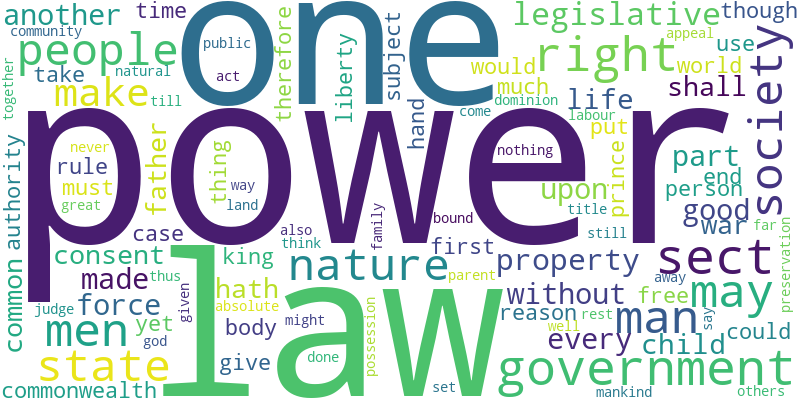 another
time
community
people
public
take
natural
act
make
till
together
one
therefore
liberty
subject
hand
legislative
though
appeal
right
use
would
world
much
dominion
life
shall
come
labour
society
power
never
rule
must
great
father
thing
way
land
nothing
upon
put
prince
title
still
part
end
person
good
war
far
authority
common
case
also
think
family
bound
first
consent
king
law
nature
property
sect
preservation
made
thus
hath
absolute
given
parent
without
free
may
away
judge
force
yet
god
body
might
possession
reason
well
rest
man
say
men
every
child
could
state
give
done
set
government
commonwealth
mankind
others